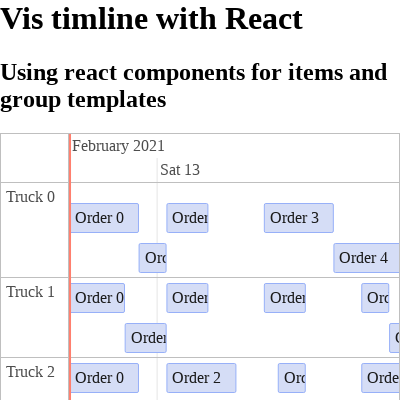 Vis timline with React
Using react components for items and
group templates
February 2021
Sat 13
Truck 0
Order 0
Order
Order 3
Ord
Order 4
Truck 1
Order 0
Order
Order
Ord
Order
Truck 2
Order 0
Order 2
Ord
Orde